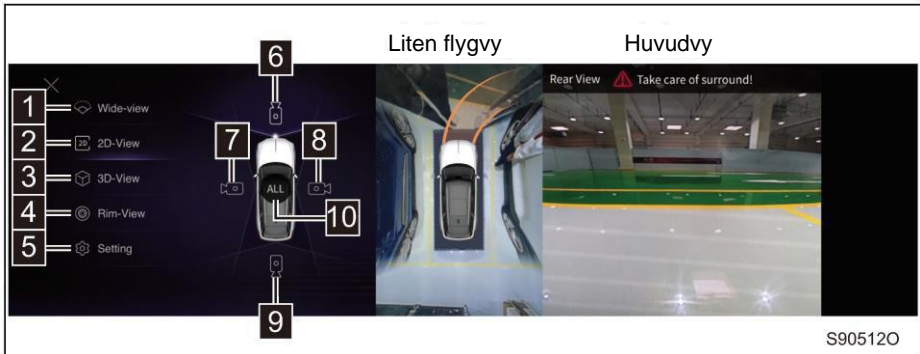 Liten flygvy Huvudvy
6
Rear View Take care of surround!
1 Wide-view
2 2D 2D-View
7 8
3 3D-View
ALL
4 Rim-View
10
5 Setting
9
S90512O